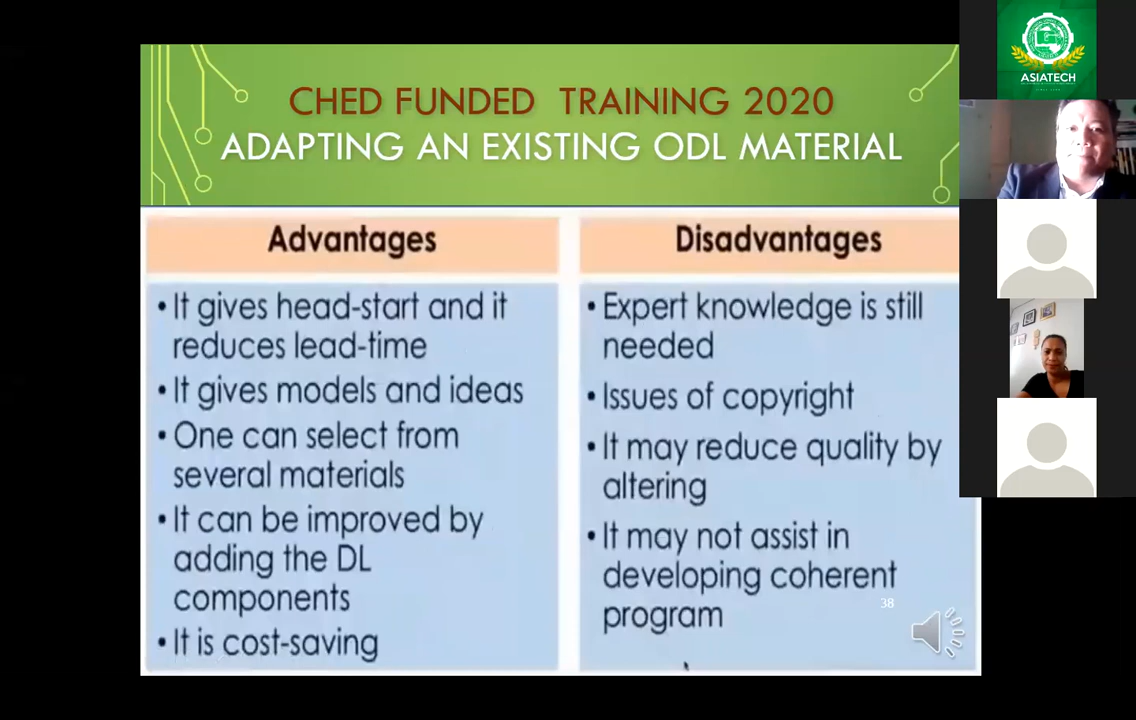 CHED FUNDED TRAINING 2020
ADAPTING AN EXISTING ODL MATERIAL
Advantages
• It gives head-start and it
reduces lead-time
• It gives models and ideas
• One can select from
several materials
• It can be improved by
adding the DL
components
• It is cost-saving
Disadvantages
• Expert knowledge is still
needed
• Issues of copyright
• It may reduce quality by
altering
• It may not assist in
developing coherent
program
38
ASIATECH